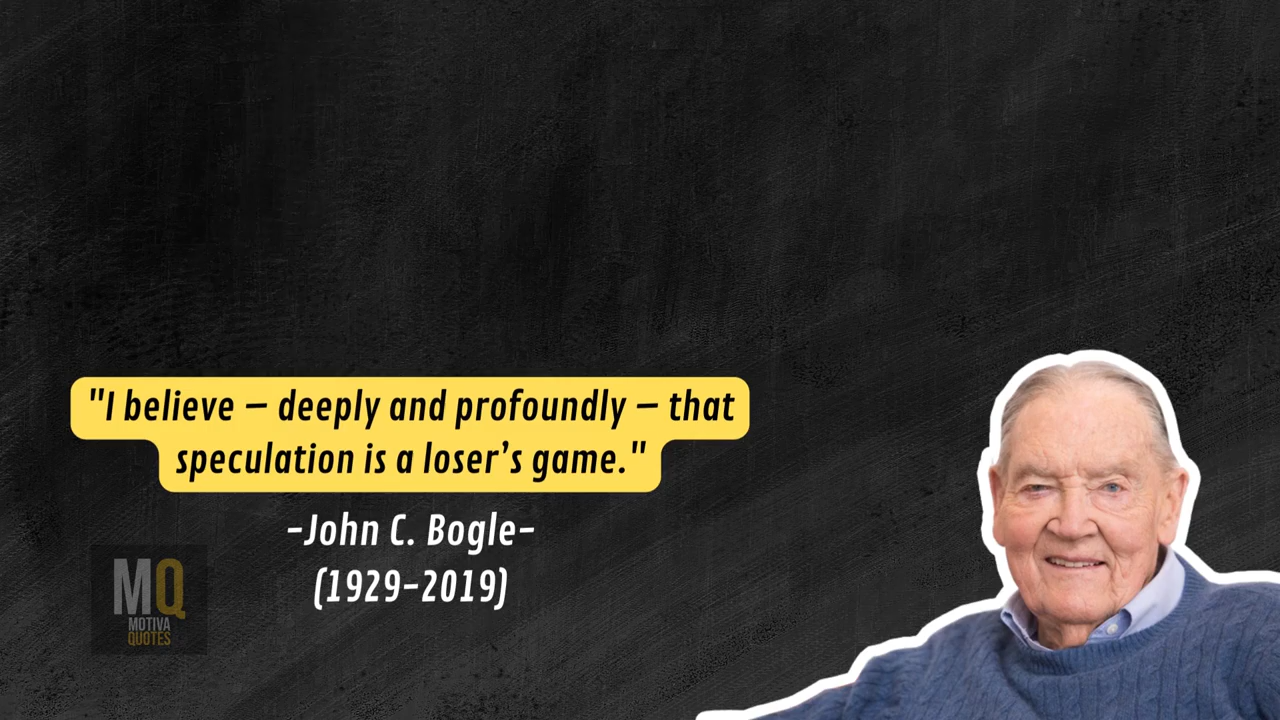 "I believe – deeply and profoundly – that
speculation is a loser’s game."
-John C. Bogle-
(1929-2019)
MQ
MOTIVA
QUOTES